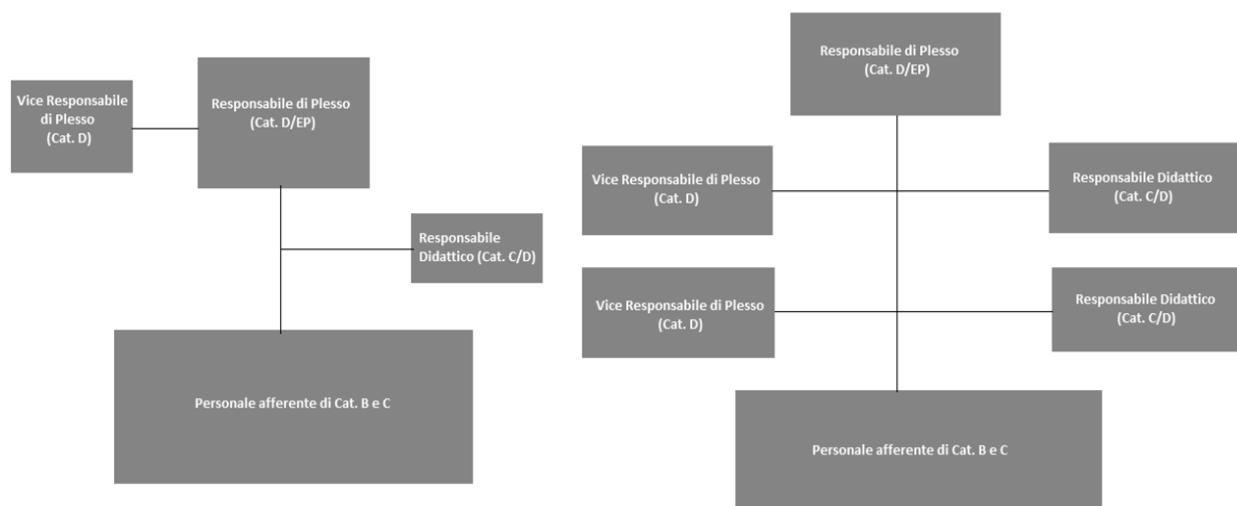 Vice Responsabile
di Plesso
(Cat. D)
Responsabile di Plesso
(Cat. D/EP)
Responsabile
Didattico (Cat. C/D)
Personale afferente di Cat. B e C
Responsabile di Plesso
(Cat. D/EP)
Vice Responsabile di Plesso
(Cat. D)
Responsabile Didattico
(Cat. C/D)
Vice Responsabile di Plesso
(Cat. D)
Responsabile Didattico
(Cat. C/D)
Personale afferente di Cat. B e C